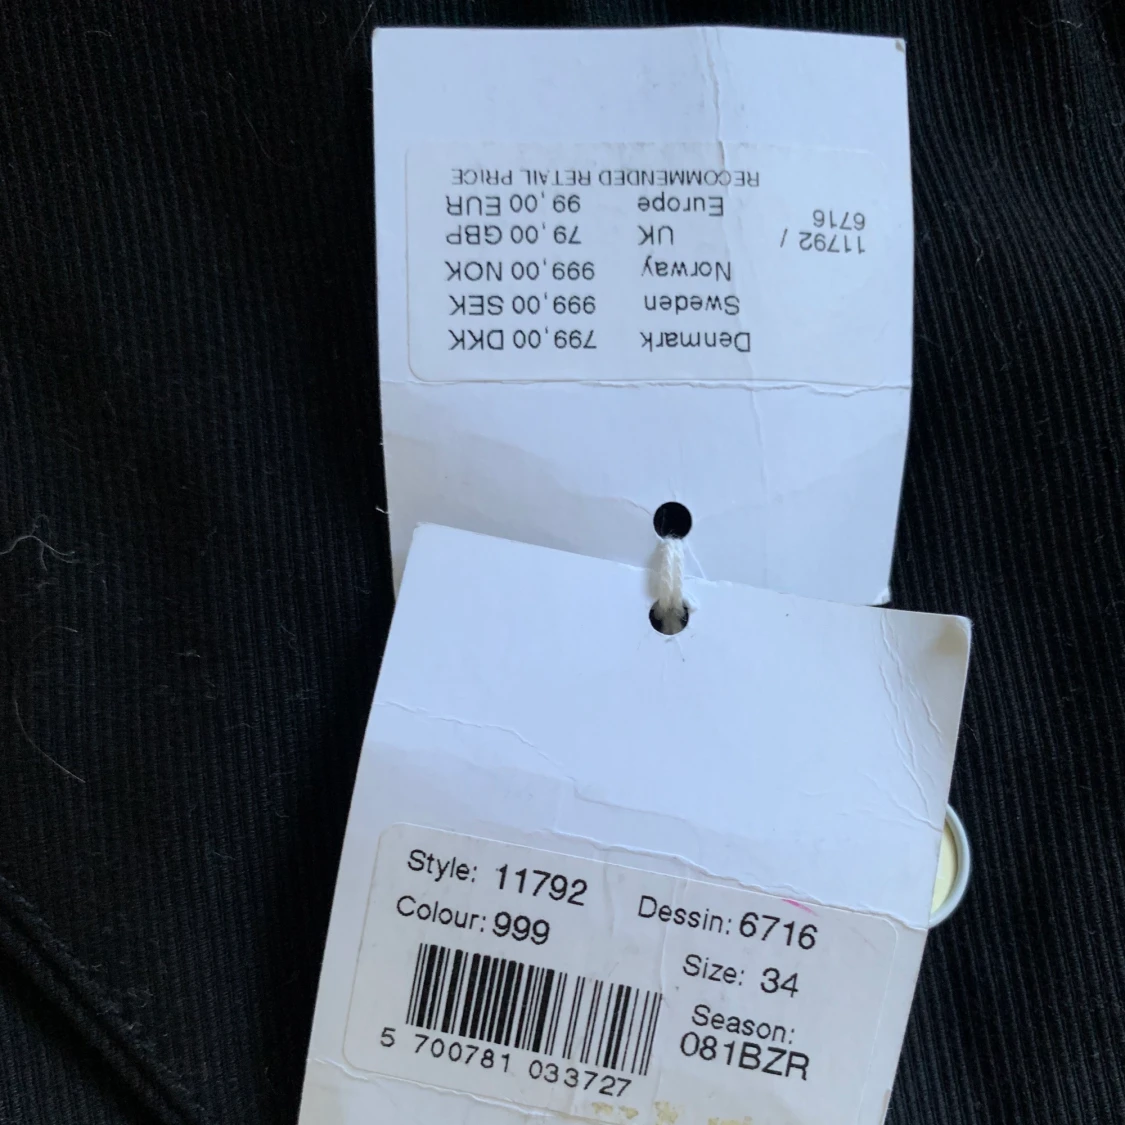 Denmark 799,00 DKK
Sweden 999,00 SEK
Norway 999,00 NOK
UK 79,00 GBP
Europe 99,00 EUR
RECOMMENDED RETAIL PRICE
11792 /
6716
Style: 11792
Dessin: 6716
Colour: 999
Size: 34
Season:
081BZR
5 700781 033727